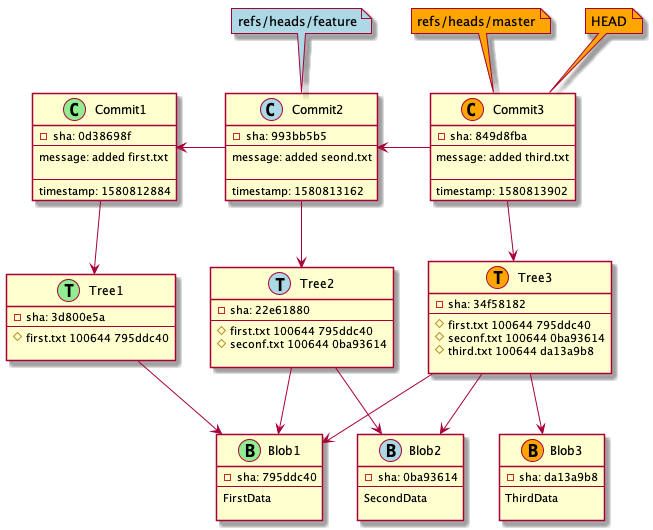 refs/heads/feature
refs/heads/master
HEAD
C Commit1
sha: 0d38698f
message: added first.txt
timestamp: 1580812884
C Commit2
sha: 993bb5b5
message: added seond.txt
timestamp: 1580813162
C Commit3
sha: 849d8fba
message: added third.txt
timestamp: 1580813902
T Tree1
sha: 3d800e5a
first.txt 100644 795ddc40
T Tree2
sha: 22e61880
first.txt 100644 795ddc40
seconf.txt 100644 0ba93614
T Tree3
sha: 34f58182
first.txt 100644 795ddc40
seconf.txt 100644 0ba93614
third.txt 100644 da13a9b8
B Blob1
sha: 795ddc40
FirstData
B Blob2
sha: 0ba93614
SecondData
B Blob3
sha: da13a9b8
ThirdData